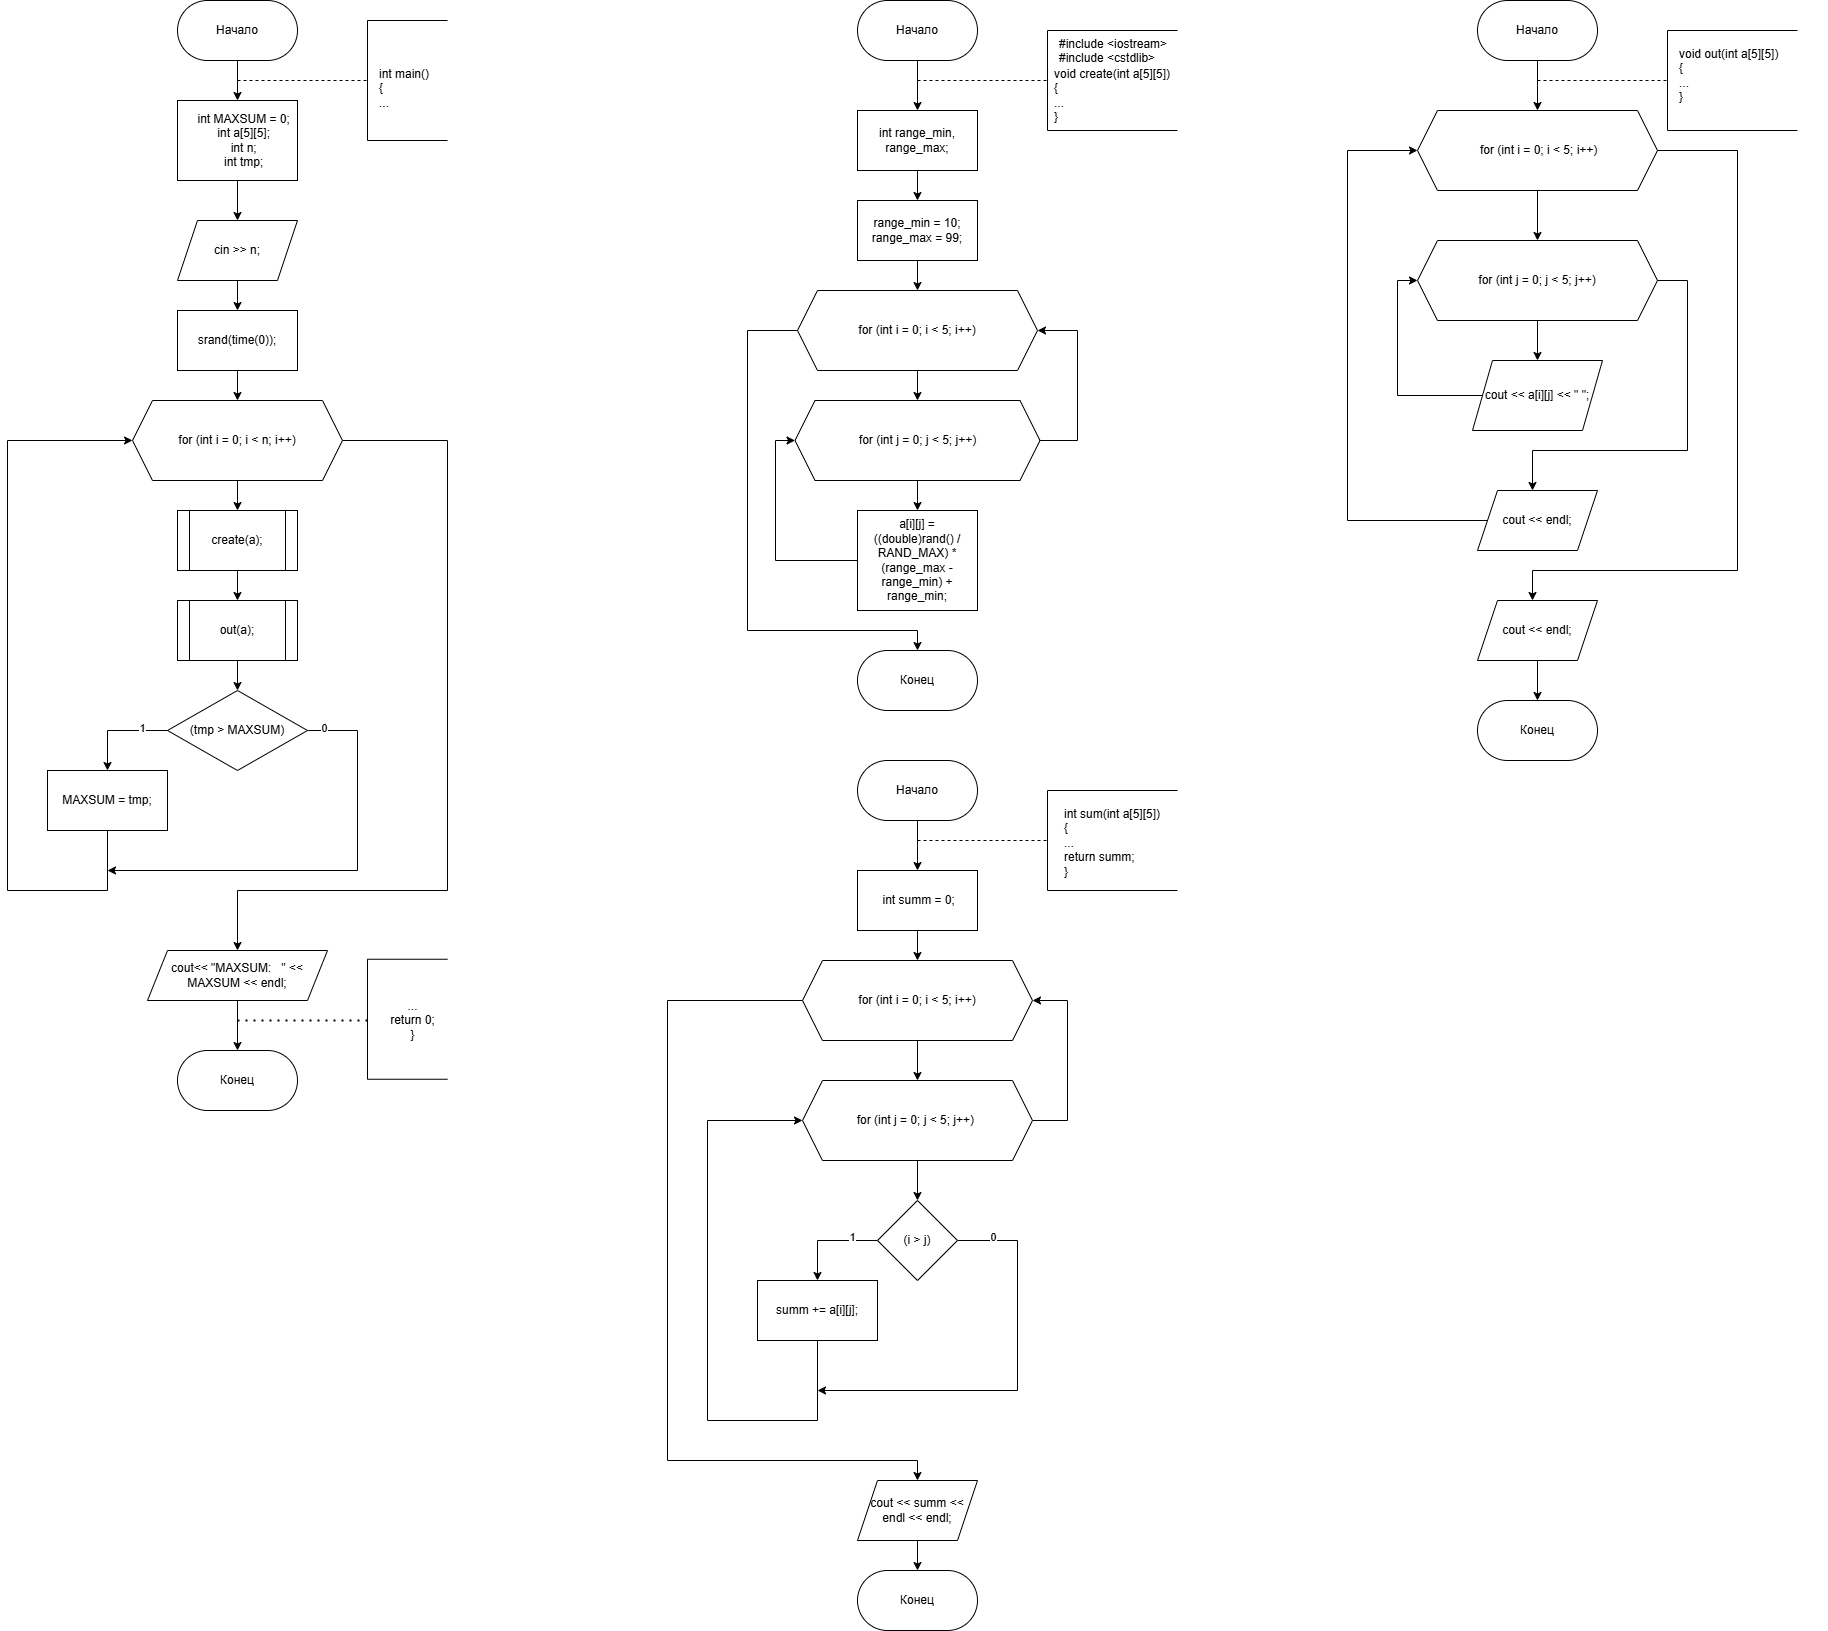 Начало
int main()
{
...
int MAXSUM = 0;
int a[5][5];
int n;
int tmp;
cin >> n;
srand(time(0));
for (int i = 0; i < n; i++)
create(a);
out(a);
(tmp > MAXSUM)
1
0
MAXSUM = tmp;
cout<< "MAXSUM:   " <<
MAXSUM << endl;
...
return 0;
}
Конец
Начало
#include <iostream>
#include <cstdlib>
void create(int a[5][5])
{
...
}
int range_min,
range_max;
range_min = 10;
range_max = 99;
for (int i = 0; i < 5; i++)
for (int j = 0; j < 5; j++)
a[i][j] =
((double)rand() /
RAND_MAX) *
(range_max -
range_min) +
range_min;
Конец
Начало
int sum(int a[5][5])
{
...
return summ;
}
int summ = 0;
for (int i = 0; i < 5; i++)
for (int j = 0; j < 5; j++)
(i > j)
1
0
summ += a[i][j];
cout << summ <<
endl << endl;
Конец
Начало
void out(int a[5][5])
{
...
}
for (int i = 0; i < 5; i++)
for (int j = 0; j < 5; j++)
cout << a[i][j] << " ";
cout << endl;
cout << endl;
Конец